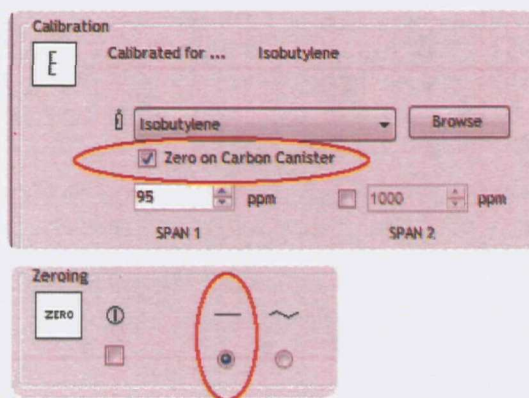 Calibration
E
Calibrated for ... Isobutylene
Isobutylene Browse
Zero on Carbon Canister
95 ppm 1000 ppm
SPAN 1 SPAN 2
Zeroing
ZERO